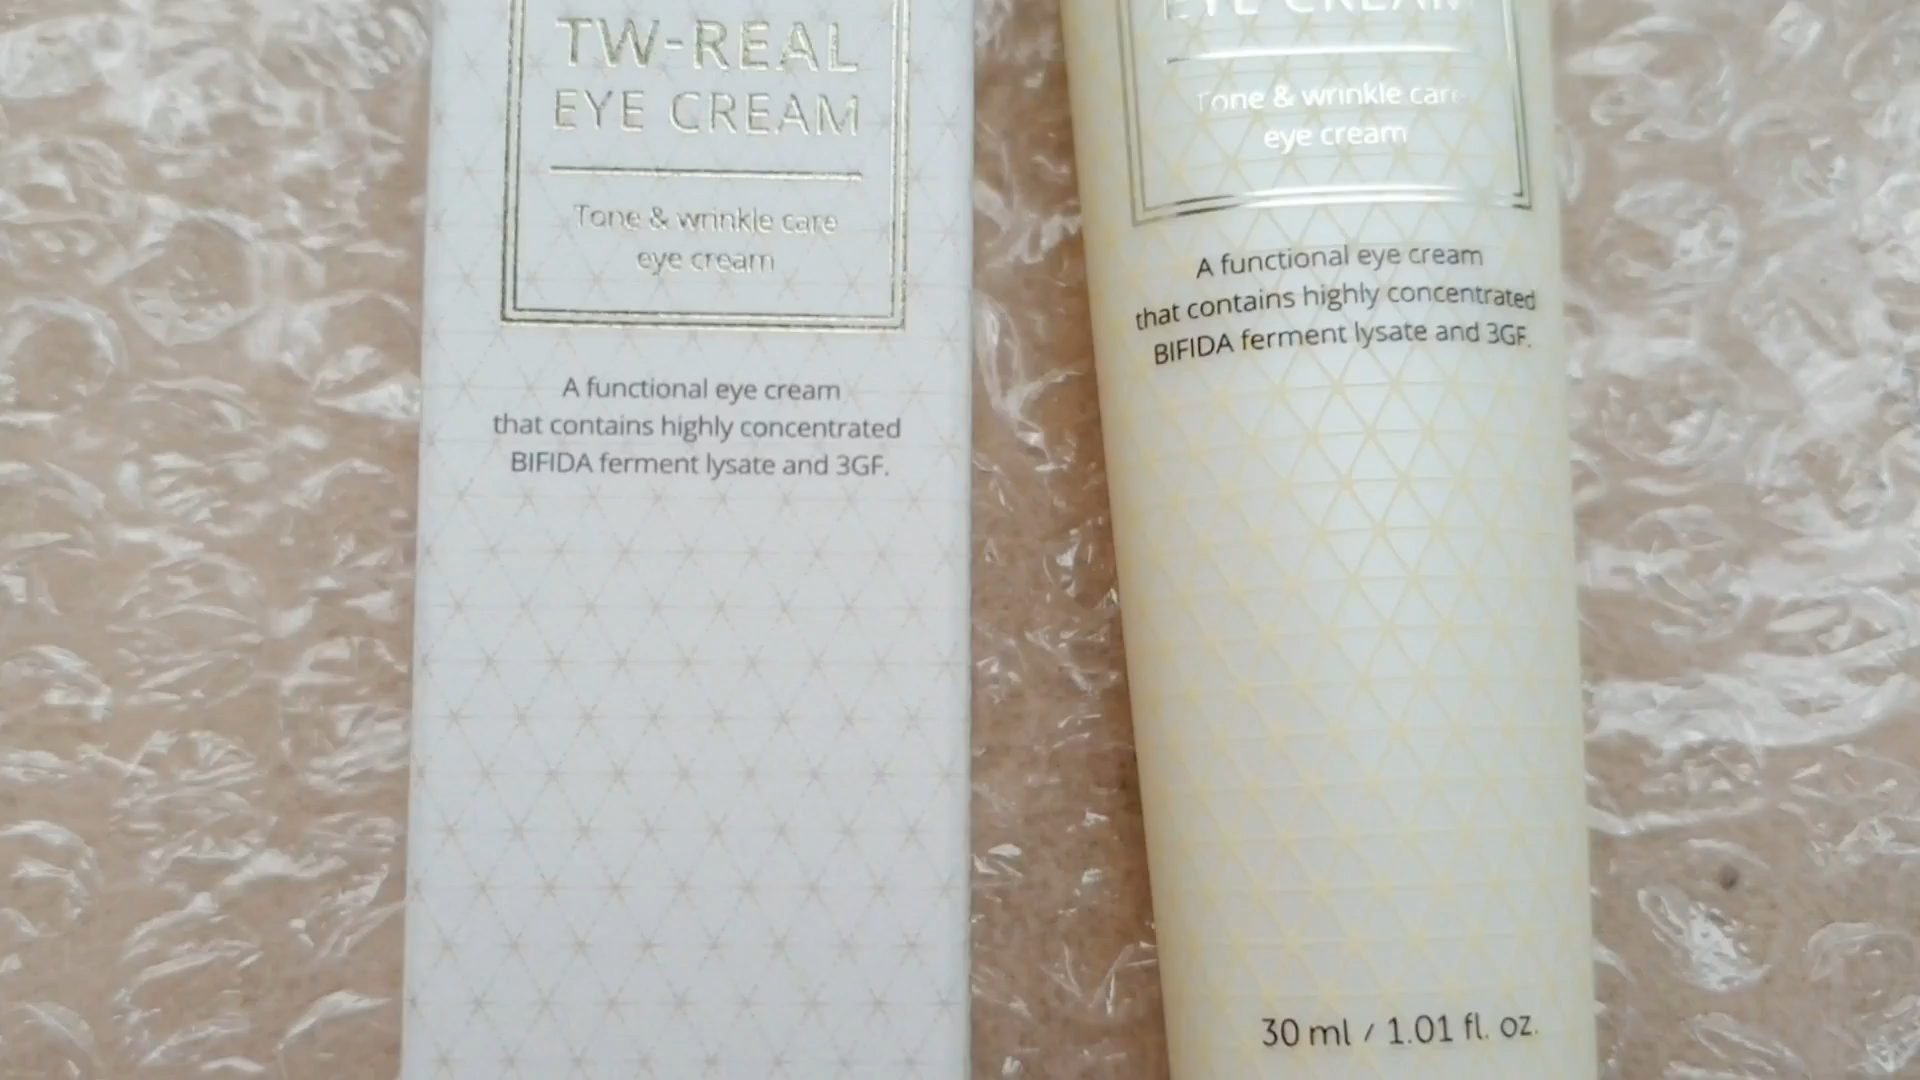 TW-REAL
EYE CREAM
Tone & wrinkle care
eye cream
A functional eye cream
that contains highly concentrated
BIFIDA ferment lysate and 3GF.
EYE CREAM
Tone & wrinkle care
eye cream
A functional eye cream
that contains highly concentrated
BIFIDA ferment lysate and 3GF.
30 ml / 1.01 fl. oz.